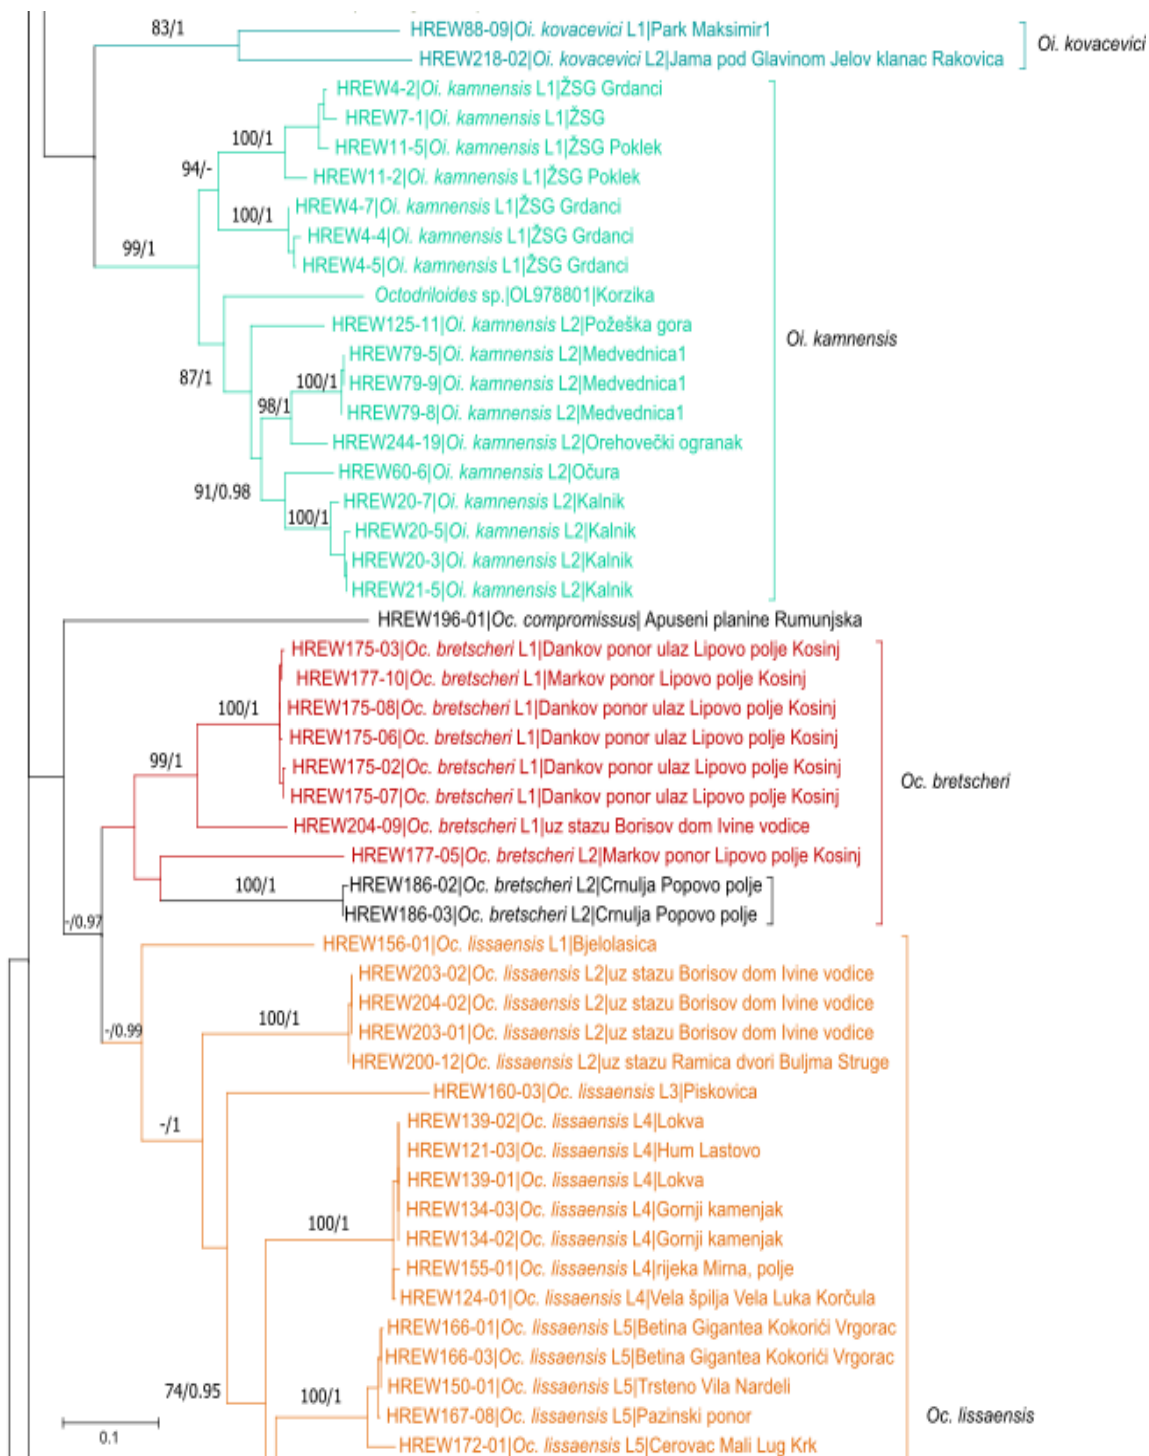 83/1
HREW88-09|Oi. kovacevici L1|Park Maksimir1
Oi. kovacevici
HREW218-02|Oi. kovacevici L2|Jama pod Glavinom Jelov klanac Rakovica
HREW4-2|Oi. kamnensis L1|ŽSG Grdanci
HREW7-1|Oi. kamnensis L1|ŽSG
100/1
HREW11-5|Oi. kamnensis L1|ŽSG Poklek
94/-
HREW11-2|Oi. kamnensis L1|ŽSG Poklek
HREW4-7|Oi. kamnensis L1|ŽSG Grdanci
100/1
HREW4-4|Oi. kamnensis L1|ŽSG Grdanci
99/1
HREW4-5|Oi. kamnensis L1|ŽSG Grdanci
Octodriloides sp.|OL978801|Korzika
HREW125-11|Oi. kamnensis L2|Požeška gora
Oi. kamnensis
HREW79-5|Oi. kamnensis L2|Medvednica1
87/1
100/1
HREW79-9|Oi. kamnensis L2|Medvednica1
98/1
HREW79-8|Oi. kamnensis L2|Medvednica1
HREW244-19|Oi. kamnensis L2|Orehovečki ogranak
HREW60-6|Oi. kamnensis L2|Očura
91/0.98
HREW20-7|Oi. kamnensis L2|Kalnik
100/1
HREW20-5|Oi. kamnensis L2|Kalnik
HREW20-3|Oi. kamnensis L2|Kalnik
HREW21-5|Oi. kamnensis L2|Kalnik
HREW196-01|Oc. compromissus| Apuseni planine Rumunjska
HREW175-03|Oc. bretscheri L1|Dankov ponor ulaz Lipovo polje Kosinj
HREW177-10|Oc. bretscheri L1|Markov ponor Lipovo polje Kosinj
100/1
HREW175-08|Oc. bretscheri L1|Dankov ponor ulaz Lipovo polje Kosinj
HREW175-06|Oc. bretscheri L1|Dankov ponor ulaz Lipovo polje Kosinj
99/1
HREW175-02|Oc. bretscheri L1|Dankov ponor ulaz Lipovo polje Kosinj
Oc. bretscheri
HREW175-07|Oc. bretscheri L1|Dankov ponor ulaz Lipovo polje Kosinj
HREW204-09|Oc. bretscheri L1|uz stazu Borisov dom Ivine vodice
HREW177-05|Oc. bretscheri L2|Markov ponor Lipovo polje Kosinj
100/1
HREW186-02|Oc. bretscheri L2|Crnulja Popovo polje
HREW186-03|Oc. bretscheri L2|Crnulja Popovo polje
-/0.97
HREW156-01|Oc. lissaensis L1|Bjelolasica
HREW203-02|Oc. lissaensis L2|uz stazu Borisov dom Ivine vodice
HREW204-02|Oc. lissaensis L2|uz stazu Borisov dom Ivine vodice
-/0.99
100/1
HREW203-01|Oc. lissaensis L2|uz stazu Borisov dom Ivine vodice
HREW200-12|Oc. lissaensis L2|uz stazu Ramica dvori Buljma Struge
HREW160-03|Oc. lissaensis L3|Piskovica
-/1
HREW139-02|Oc. lissaensis L4|Lokva
HREW121-03|Oc. lissaensis L4|Hum Lastovo
HREW139-01|Oc. lissaensis L4|Lokva
HREW134-03|Oc. lissaensis L4|Gornji kamenjak
100/1
HREW134-02|Oc. lissaensis L4|Gornji kamenjak
HREW155-01|Oc. lissaensis L4|rijeka Mirna, polje
HREW124-01|Oc. lissaensis L4|Vela špilja Vela Luka Korčula
HREW166-01|Oc. lissaensis L5|Betina Gigantea Kokorići Vrgorac
HREW166-03|Oc. lissaensis L5|Betina Gigantea Kokorići Vrgorac
74/0.95
100/1
HREW150-01|Oc. lissaensis L5|Trsteno Vila Nardeli
HREW167-08|Oc. lissaensis L5|Pazinski ponor
Oc. lissaensis
0.1
HREW172-01|Oc. lissaensis L5|Cerovac Mali Lug Krk